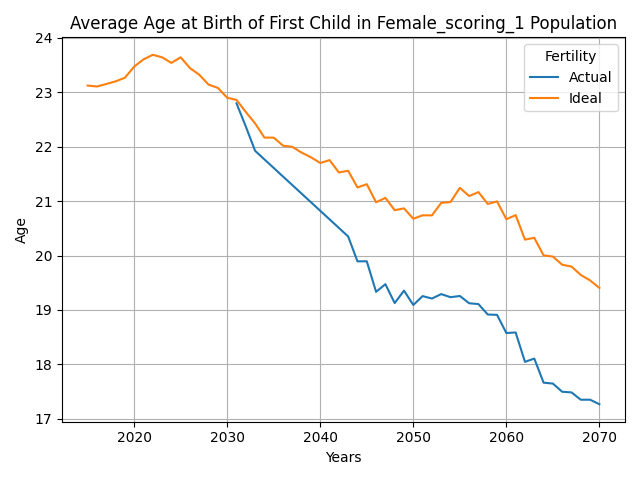 Average Age at Birth of First Child in Female_scoring_1 Population
Fertility
Actual
Ideal
Age
24
23
22
21
20
19
18
17
2020 2030 2040 2050 2060 2070
Years